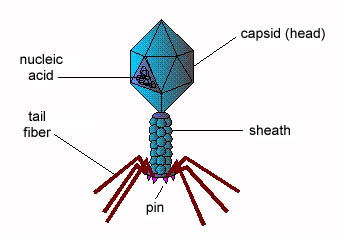 capsid (head)
nucleic
acid
tail
fiber
sheath
pin